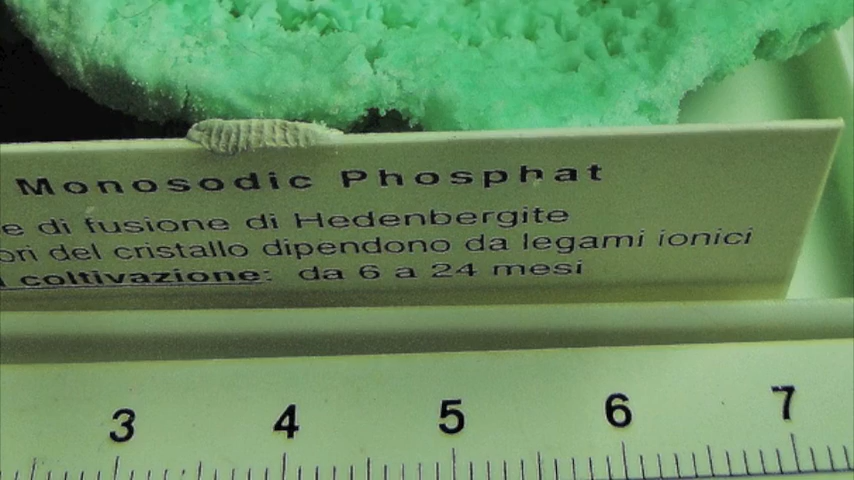 Monosodic Phosphat
e di fusione di Hedenbergite
ori del cristallo dipendono da legami ionici
coltivazione: da 6 a 24 mesi
3 4 5 6 7